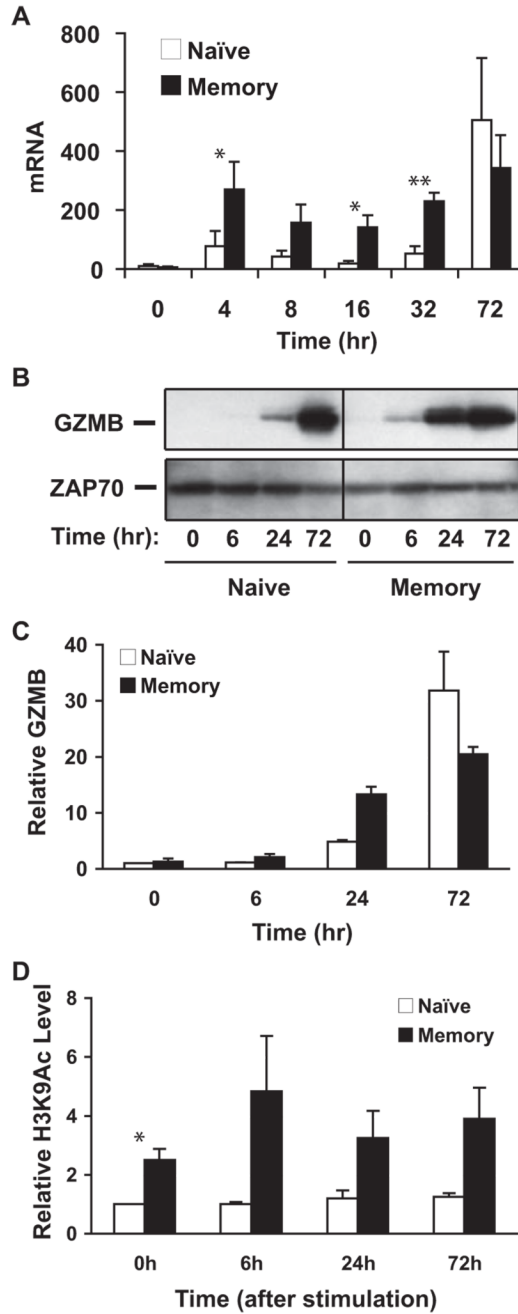 A
800
600
400
200
0
mRNA
Naïve
Memory
*
*
**
0 4 8 16 32 72
Time (hr)
B
GZMB
ZAP70
Time (hr): 0 6 24 72 0 6 24 72
Naive Memory
C
40
30
20
10
0
Relative GZMB
Naïve
Memory
0 6 24 72
Time (hr)
D
8
6
4
2
0
Relative H3K9Ac Level
Naïve
Memory
*
0h 6h 24h 72h
Time (after stimulation)